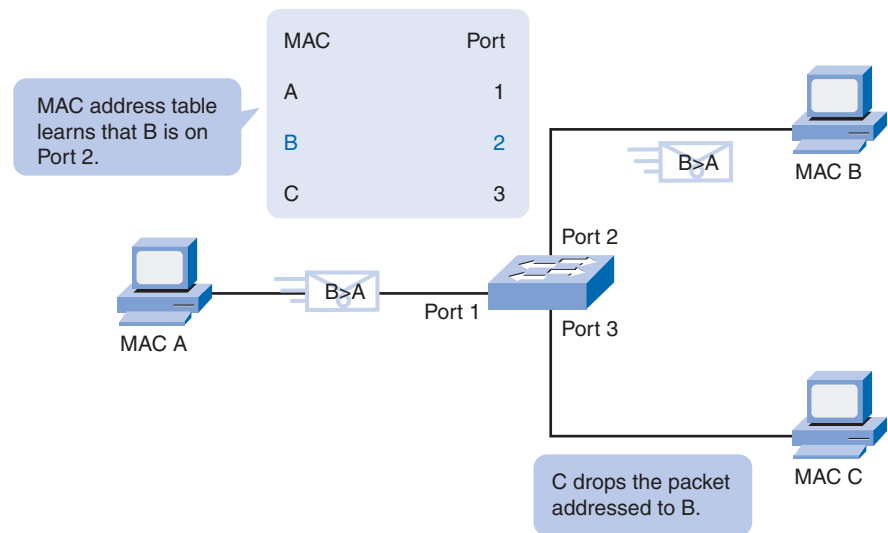 MAC Port
A 1
B 2
C 3
MAC address table
learns that B is on
Port 2.
B>A
MAC B
Port 2
B>A
Port 1
Port 3
MAC A
MAC C
C drops the packet
addressed to B.